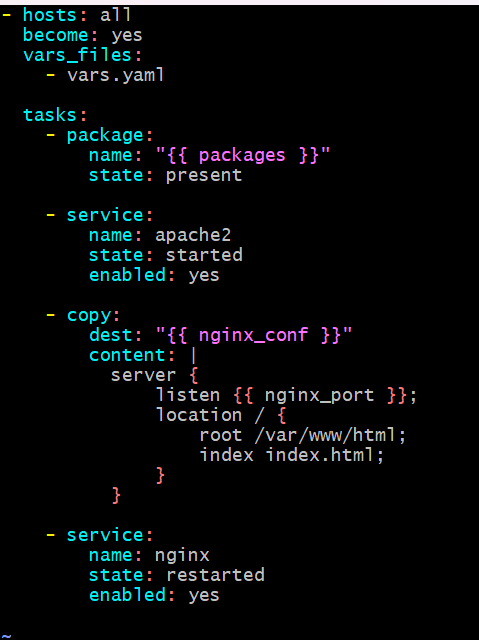 - hosts: all
  become: yes
  vars_files:
    - vars.yaml

  tasks:
    - package:
        name: "{{ packages }}"
        state: present

    - service:
        name: apache2
        state: started
        enabled: yes

    - copy:
        dest: "{{ nginx_conf }}"
        content: |
          server {
              listen {{ nginx_port }};
              location / {
                  root /var/www/html;
                  index index.html;
              }
          }

    - service:
        name: nginx
        state: restarted
        enabled: yes

~